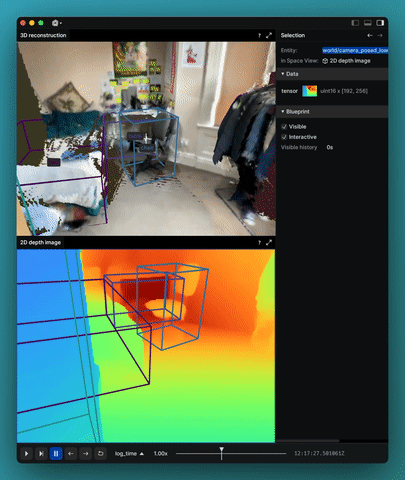 3D reconstruction
?
Selection
Entity:
world/camera_posed_low
In Space View:
2D depth image
Data
tensor
uint16 x [192, 256]
Blueprint
Visible
Interactive
Visible history
0s
2D depth image
?
log_time
1.00x
12:17:27.501061Z